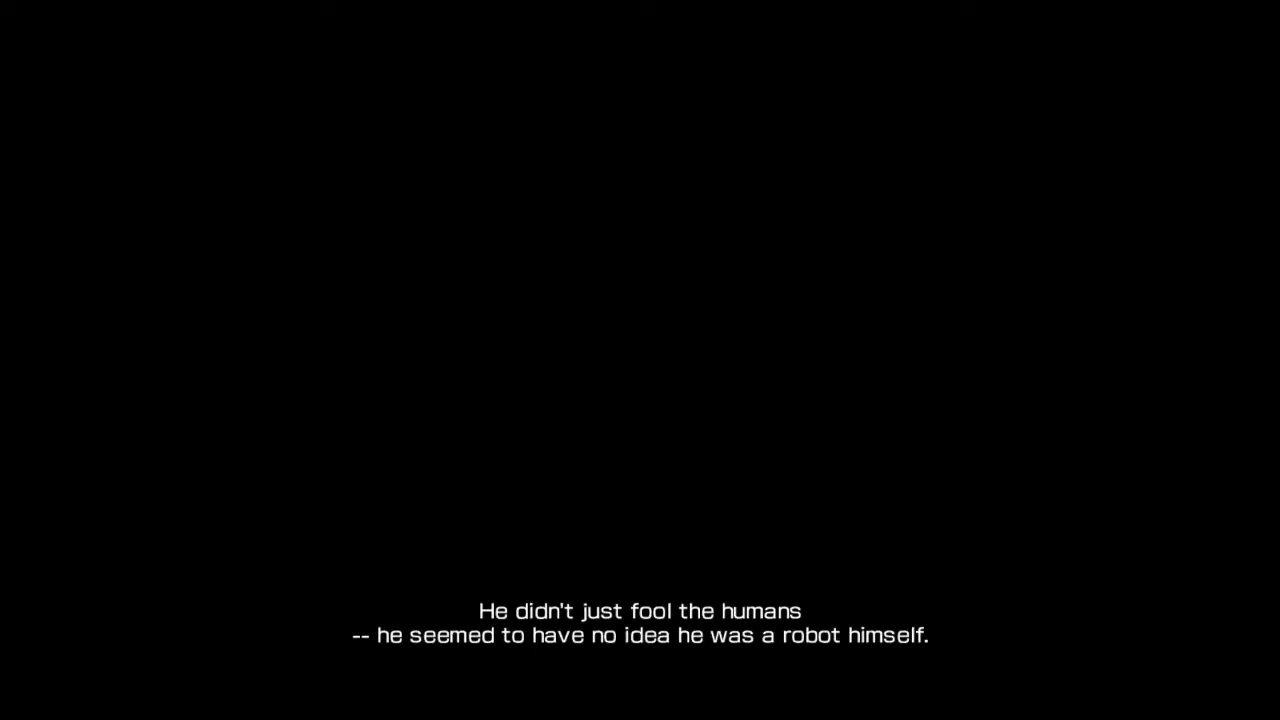 He didn't just fool the humans
-- he seemed to have no idea he was a robot himself.